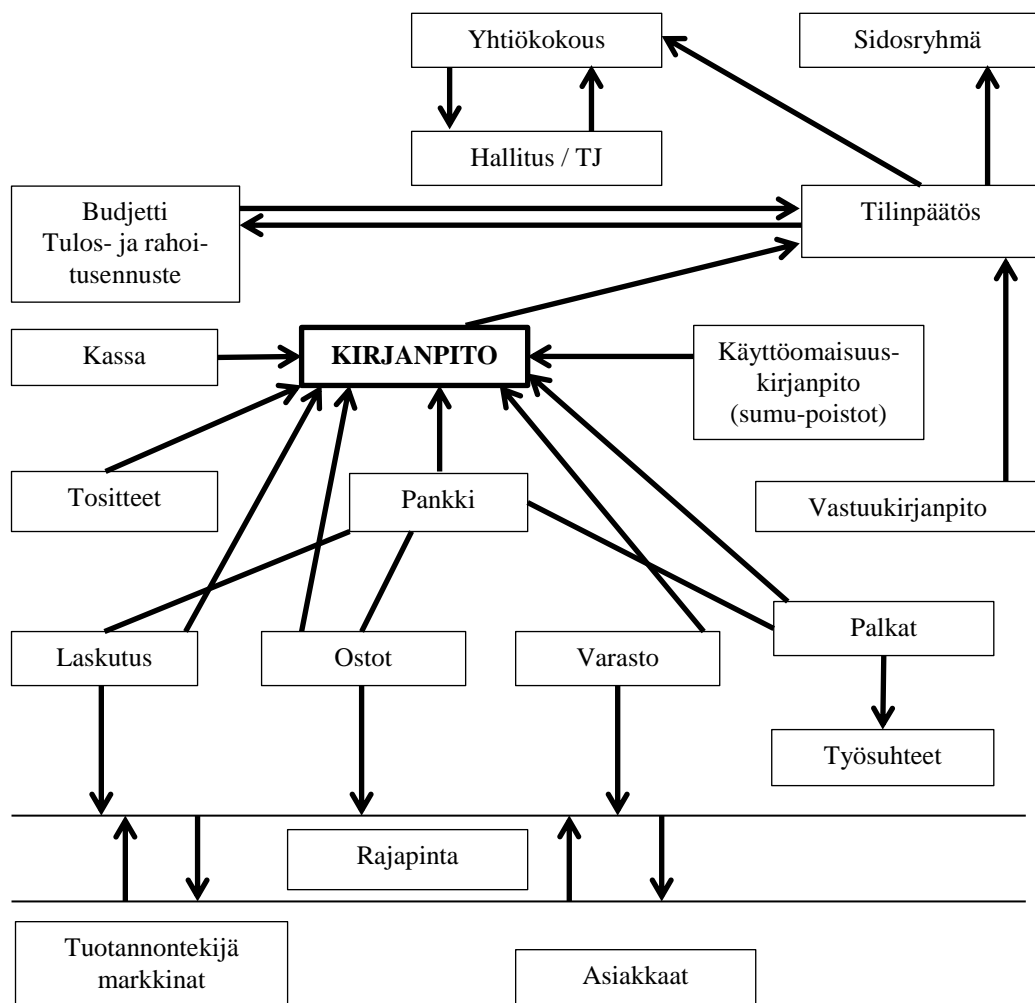 Yhtiökokous
Sidosryhmä
Hallitus / TJ
Budjetti
Tulos- ja rahoi-
tusennuste
Tilinpäätös
Kassa
KIRJANPITO
Käyttöomaisuus-
kirjanpito
(sumu-poistot)
Tositteet
Pankki
Vastuukirjanpito
Laskutus
Ostot
Varasto
Palkat
Työsuhteet
Rajapinta
Tuotannontekijä
markkinat
Asiakkaat